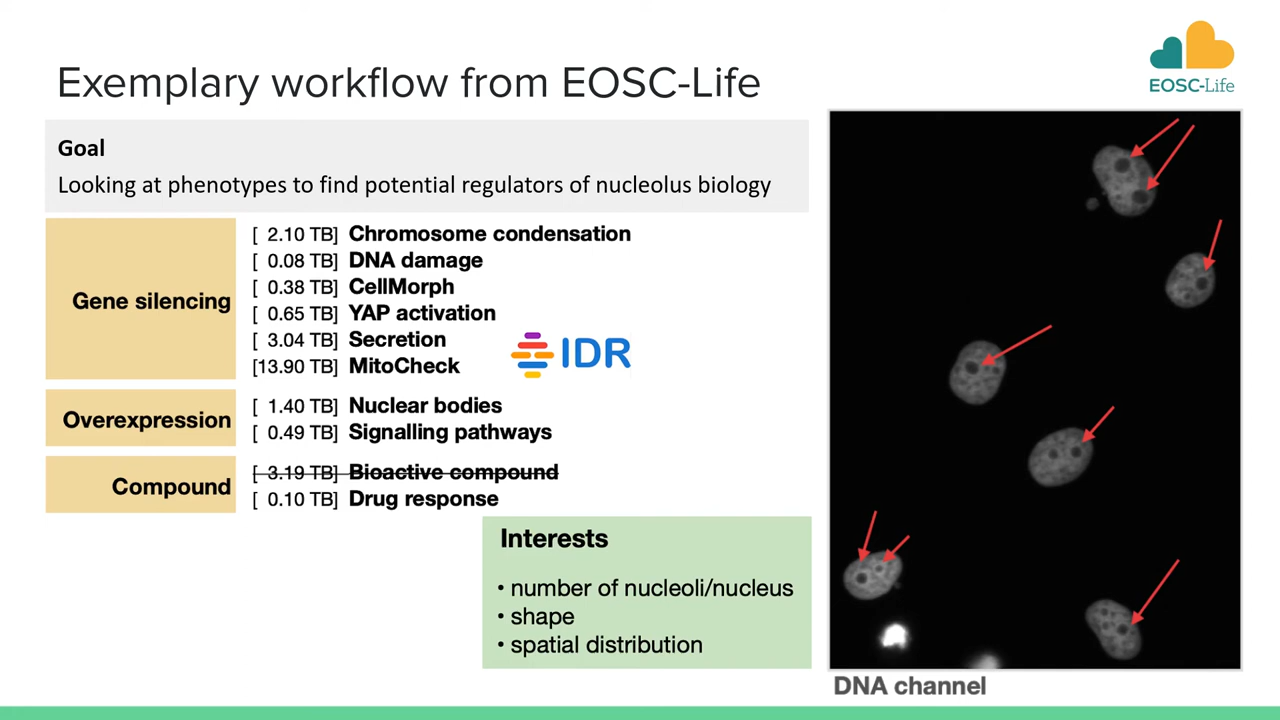 Exemplary workflow from EOSC-Life
EOSC-Life
Goal
Looking at phenotypes to find potential regulators of nucleolus biology
Gene silencing
[ 2.10 TB] Chromosome condensation
[ 0.08 TB] DNA damage
[ 0.38 TB] CellMorph
[ 0.65 TB] YAP activation
[ 3.04 TB] Secretion
[13.90 TB] MitoCheck
IDR
Overexpression
[ 1.40 TB] Nuclear bodies
[ 0.49 TB] Signalling pathways
Compound
[ 3.19 TB] Bioactive compound
[ 0.10 TB] Drug response
Interests
• number of nucleoli/nucleus
• shape
• spatial distribution
DNA channel